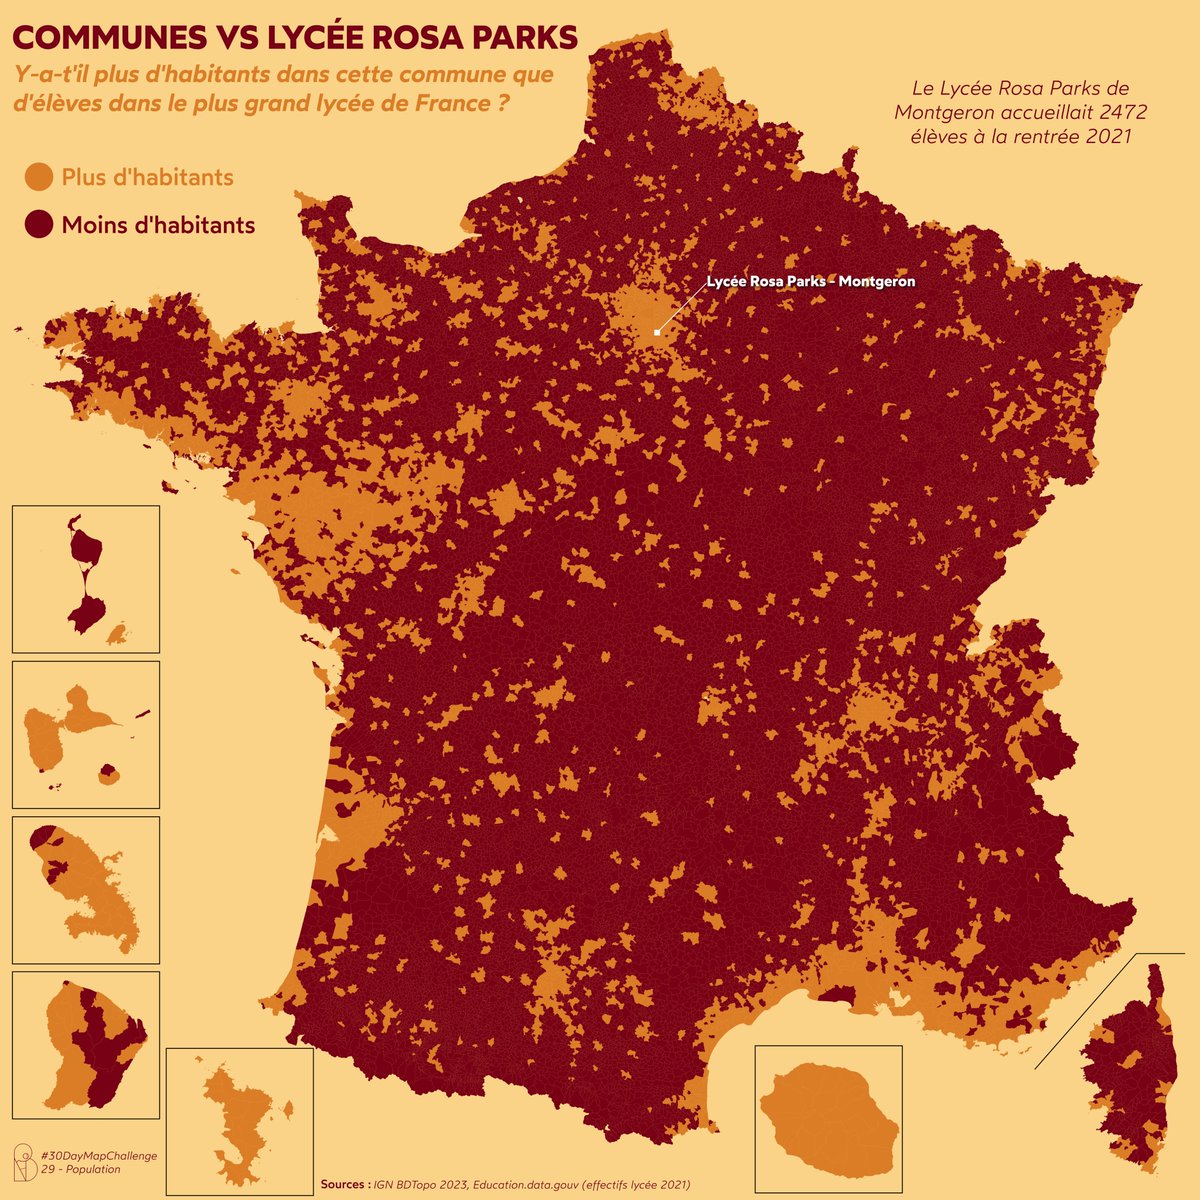 COMMUNES VS LYCÉE ROSA PARKS
Y-a-t'il plus d'habitants dans cette commune que
d'élèves dans le plus grand lycée de France ?
Le Lycée Rosa Parks de
Montgeron accueillait 2472
élèves à la rentrée 2021
Plus d'habitants
Moins d'habitants
Lycée Rosa Parks - Montgeron
#30DayMapChallenge
29 - Population
Sources : IGN BDTopo 2023, Education.data.gouv (effectifs lycée 2021)